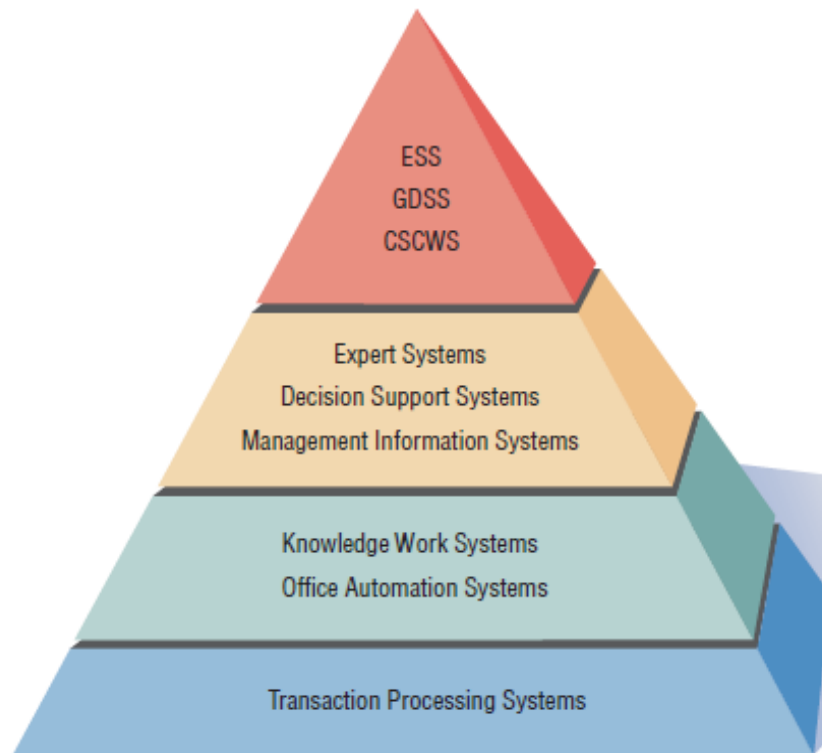 ESS
GDSS
CSCWS
Expert Systems
Decision Support Systems
Management Information Systems
Knowledge Work Systems
Office Automation Systems
Transaction Processing Systems